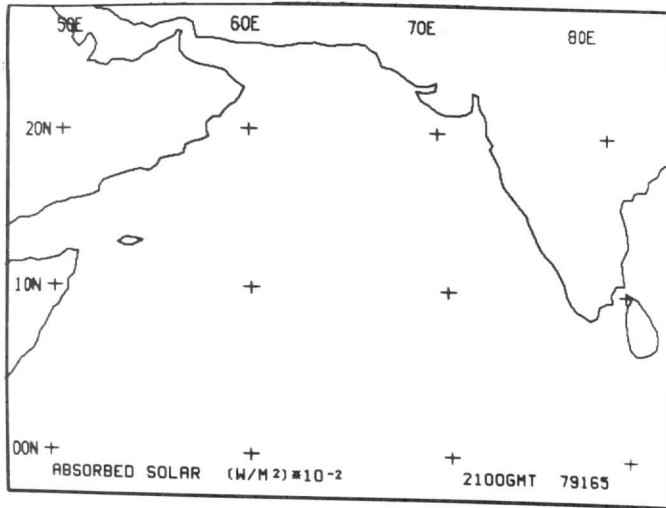 50E 60E 70E 80E
20N
10N
00N
ABSORBED SOLAR (W/M²)*10⁻² 2100GMT 79165